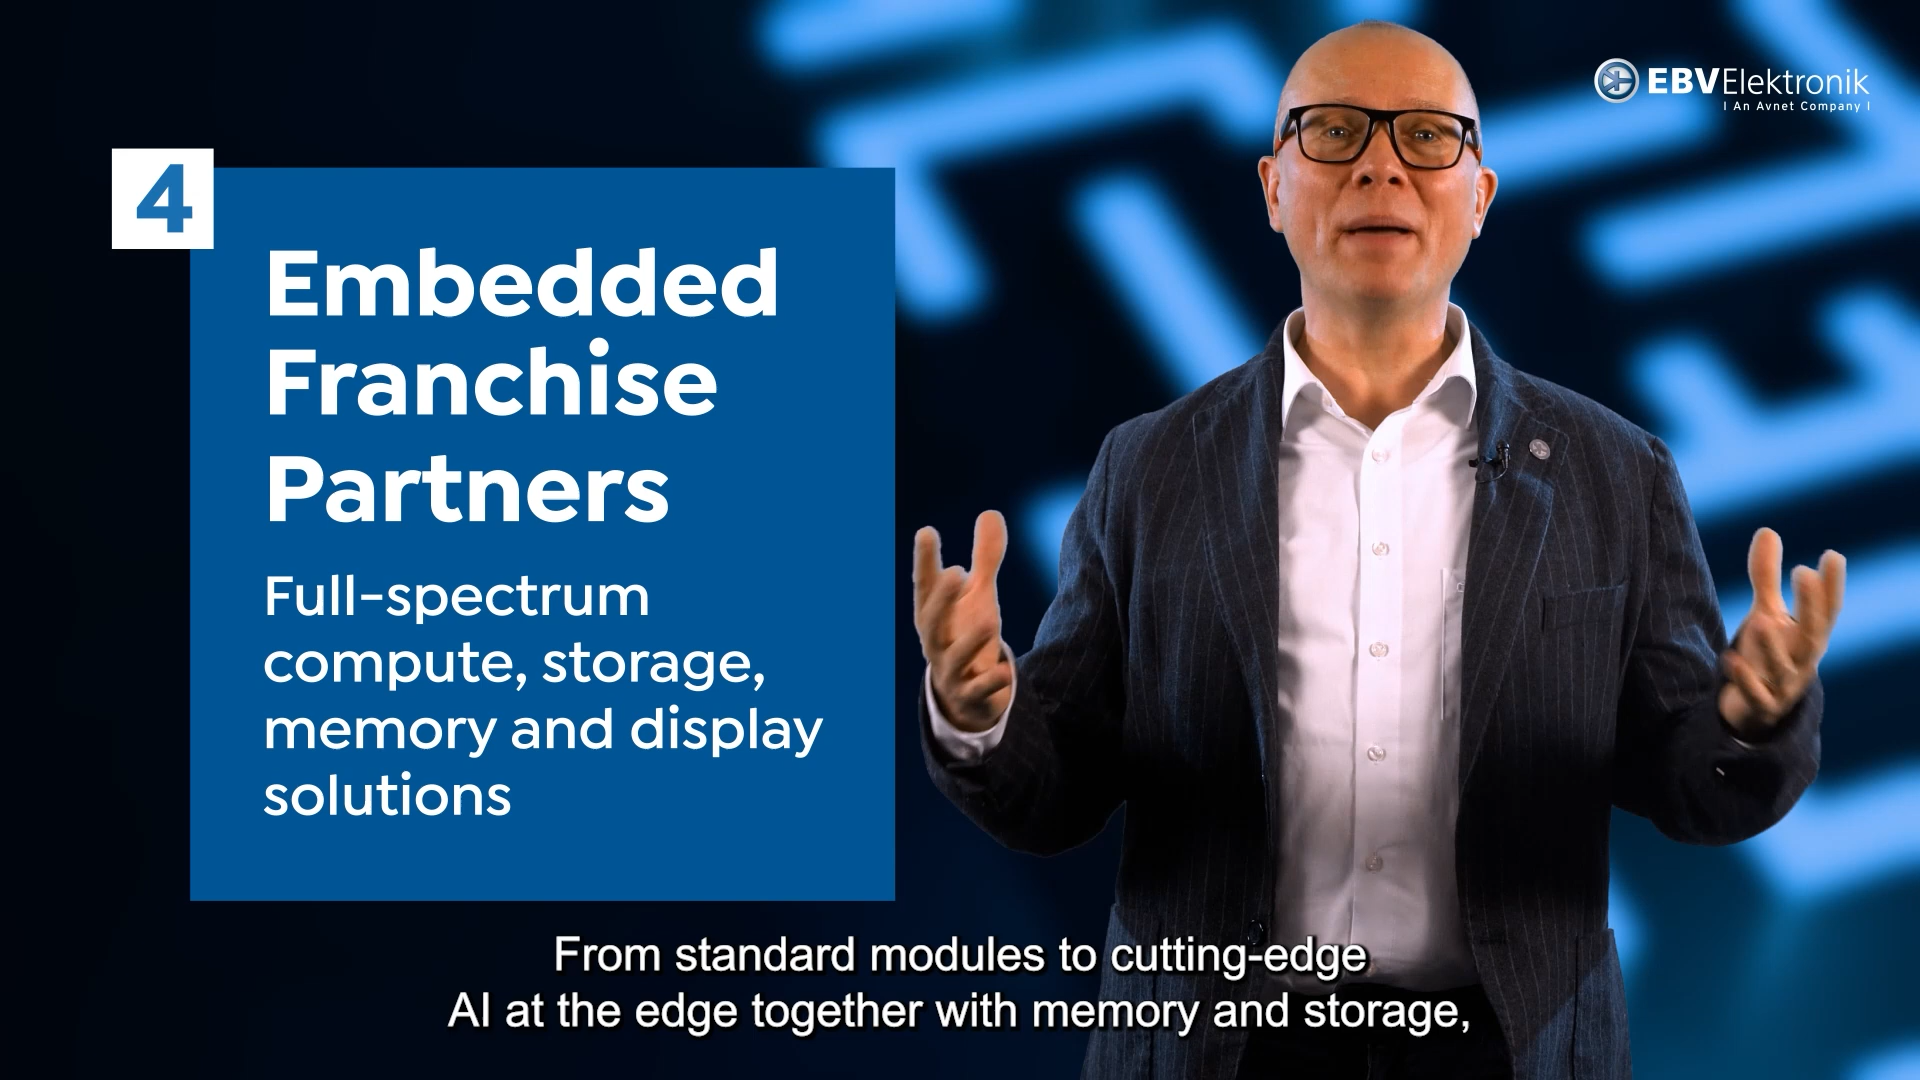 EBVElektronik
| An Avnet Company |
4
Embedded
Franchise
Partners
Full-spectrum
compute, storage,
memory and display
solutions
From standard modules to cutting-edge
AI at the edge together with memory and storage,